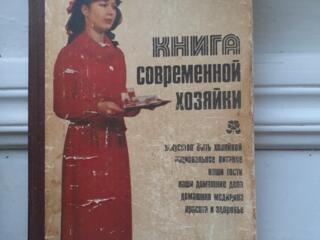 КНИГА
СОВРЕМЕННОЙ
ХОЗЯЙКИ
ИСКУССТВО БЫТЬ ХОЗЯЙКОЙ
РАЦИОНАЛЬНОЕ ПИТАНИЕ
НАШИ ГОСТИ
НАШИ ДОМАШНИЕ ДЕЛА
ДОМАШНЯЯ МЕДИЦИНА
КРАСОТА И ЗДОРОВЬЕ